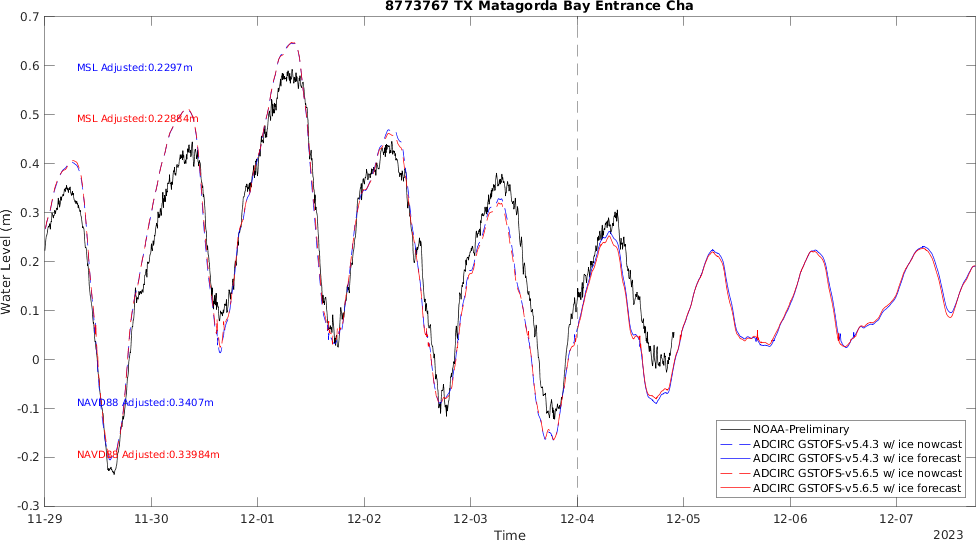 8773767 TX Matagorda Bay Entrance Cha
0.7
0.6
0.5
0.4
0.3
0.2
0.1
0
-0.1
-0.2
-0.3
Water Level (m)
MSL Adjusted:0.2297m
MSL Adjusted:0.22884m
NAVD88 Adjusted:0.3407m
NAVD88 Adjusted:0.33984m
NOAA-Preliminary
ADCIRC GSTOFS-v5.4.3 w/ ice nowcast
ADCIRC GSTOFS-v5.4.3 w/ ice forecast
ADCIRC GSTOFS-v5.6.5 w/ ice nowcast
ADCIRC GSTOFS-v5.6.5 w/ ice forecast
11-29 11-30 12-01 12-02 12-03 12-04 12-05 12-06 12-07
Time
2023